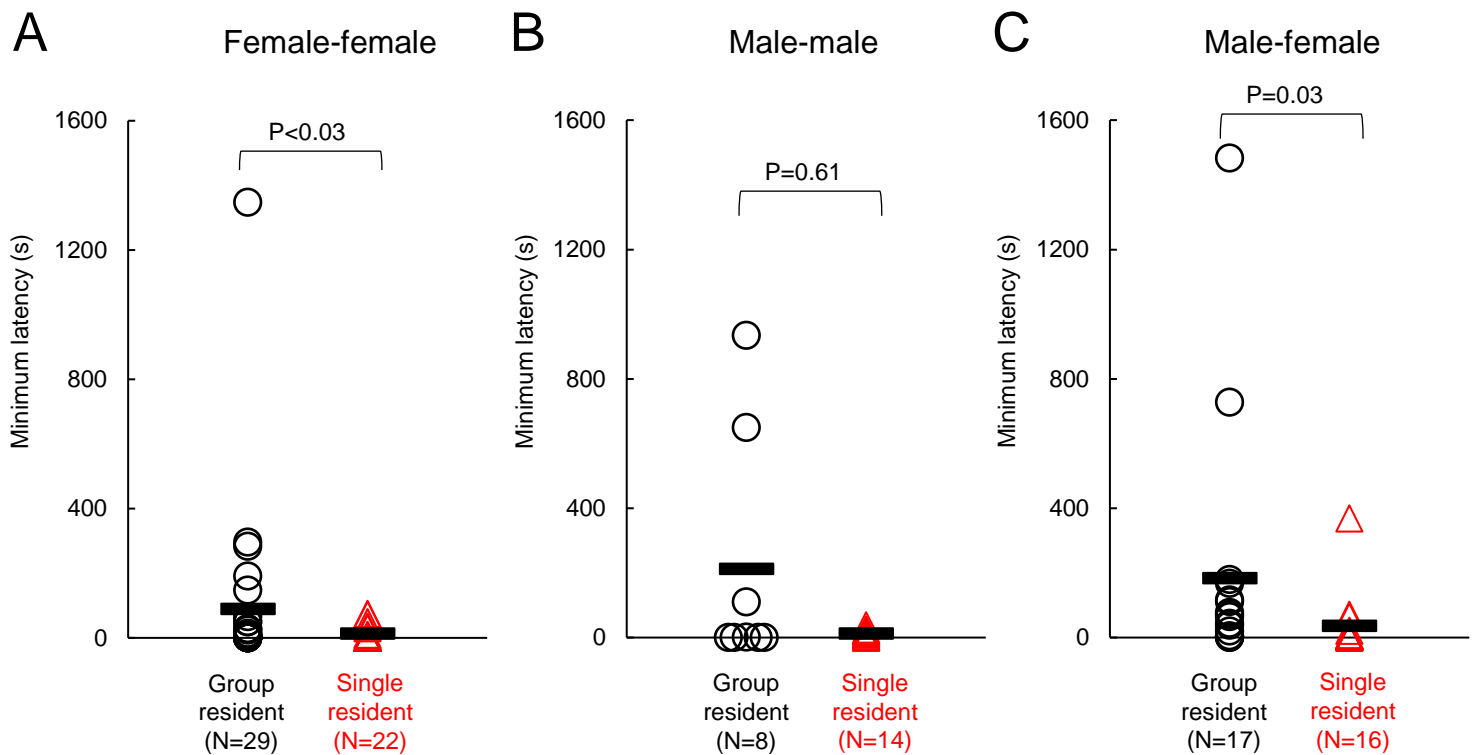 A
Female-female
P<0.03
Minimum latency (s)
1600
1200
800
400
0
Group
resident
(N=29)
Single
resident
(N=22)
B
Male-male
P=0.61
Minimum latency (s)
1600
1200
800
400
0
Group
resident
(N=8)
Single
resident
(N=14)
C
Male-female
P=0.03
Minimum latency (s)
1600
1200
800
400
0
Group
resident
(N=17)
Single
resident
(N=16)